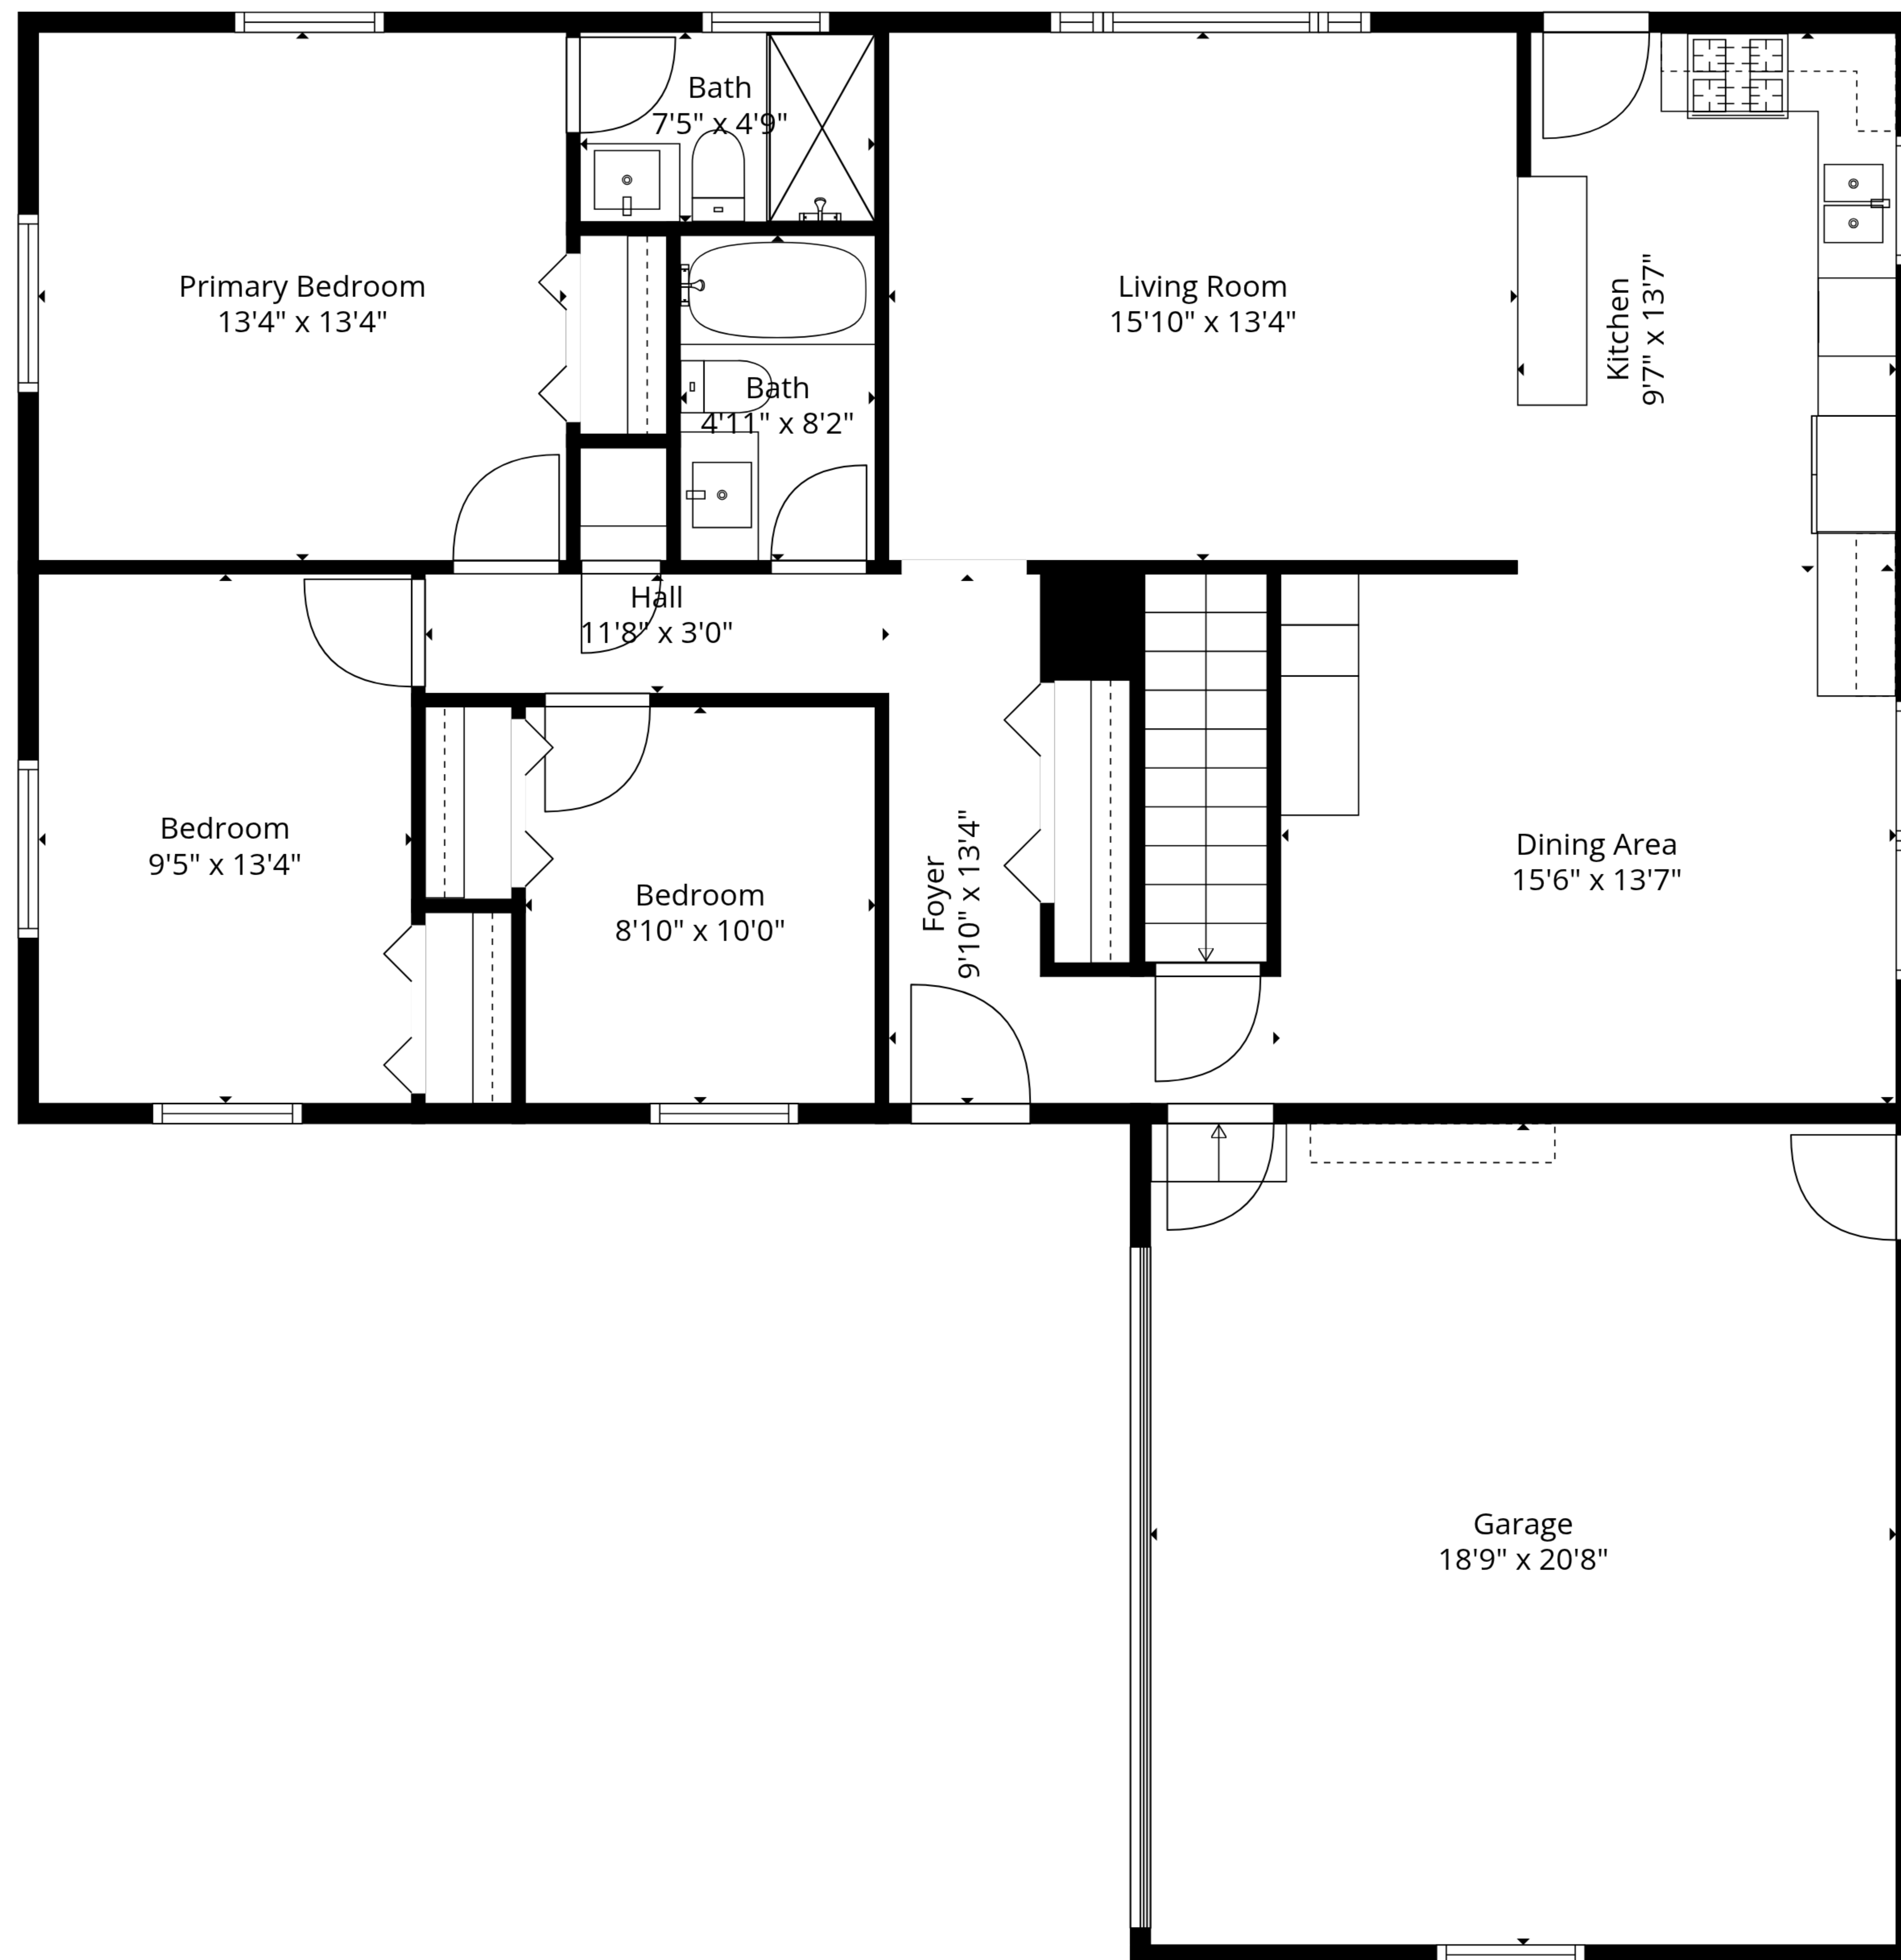 Bath
7'5" x 4'9"
Primary Bedroom
13'4" x 13'4"
Living Room
15'10" x 13'4"
Kitchen
9'7" x 13'7"
Bath
4'11" x 8'2"
Hall
11'8" x 3'0"
Bedroom
9'5" x 13'4"
Bedroom
8'10" x 10'0"
Foyer
9'10" x 13'4"
Dining Area
15'6" x 13'7"
Garage
18'9" x 20'8"